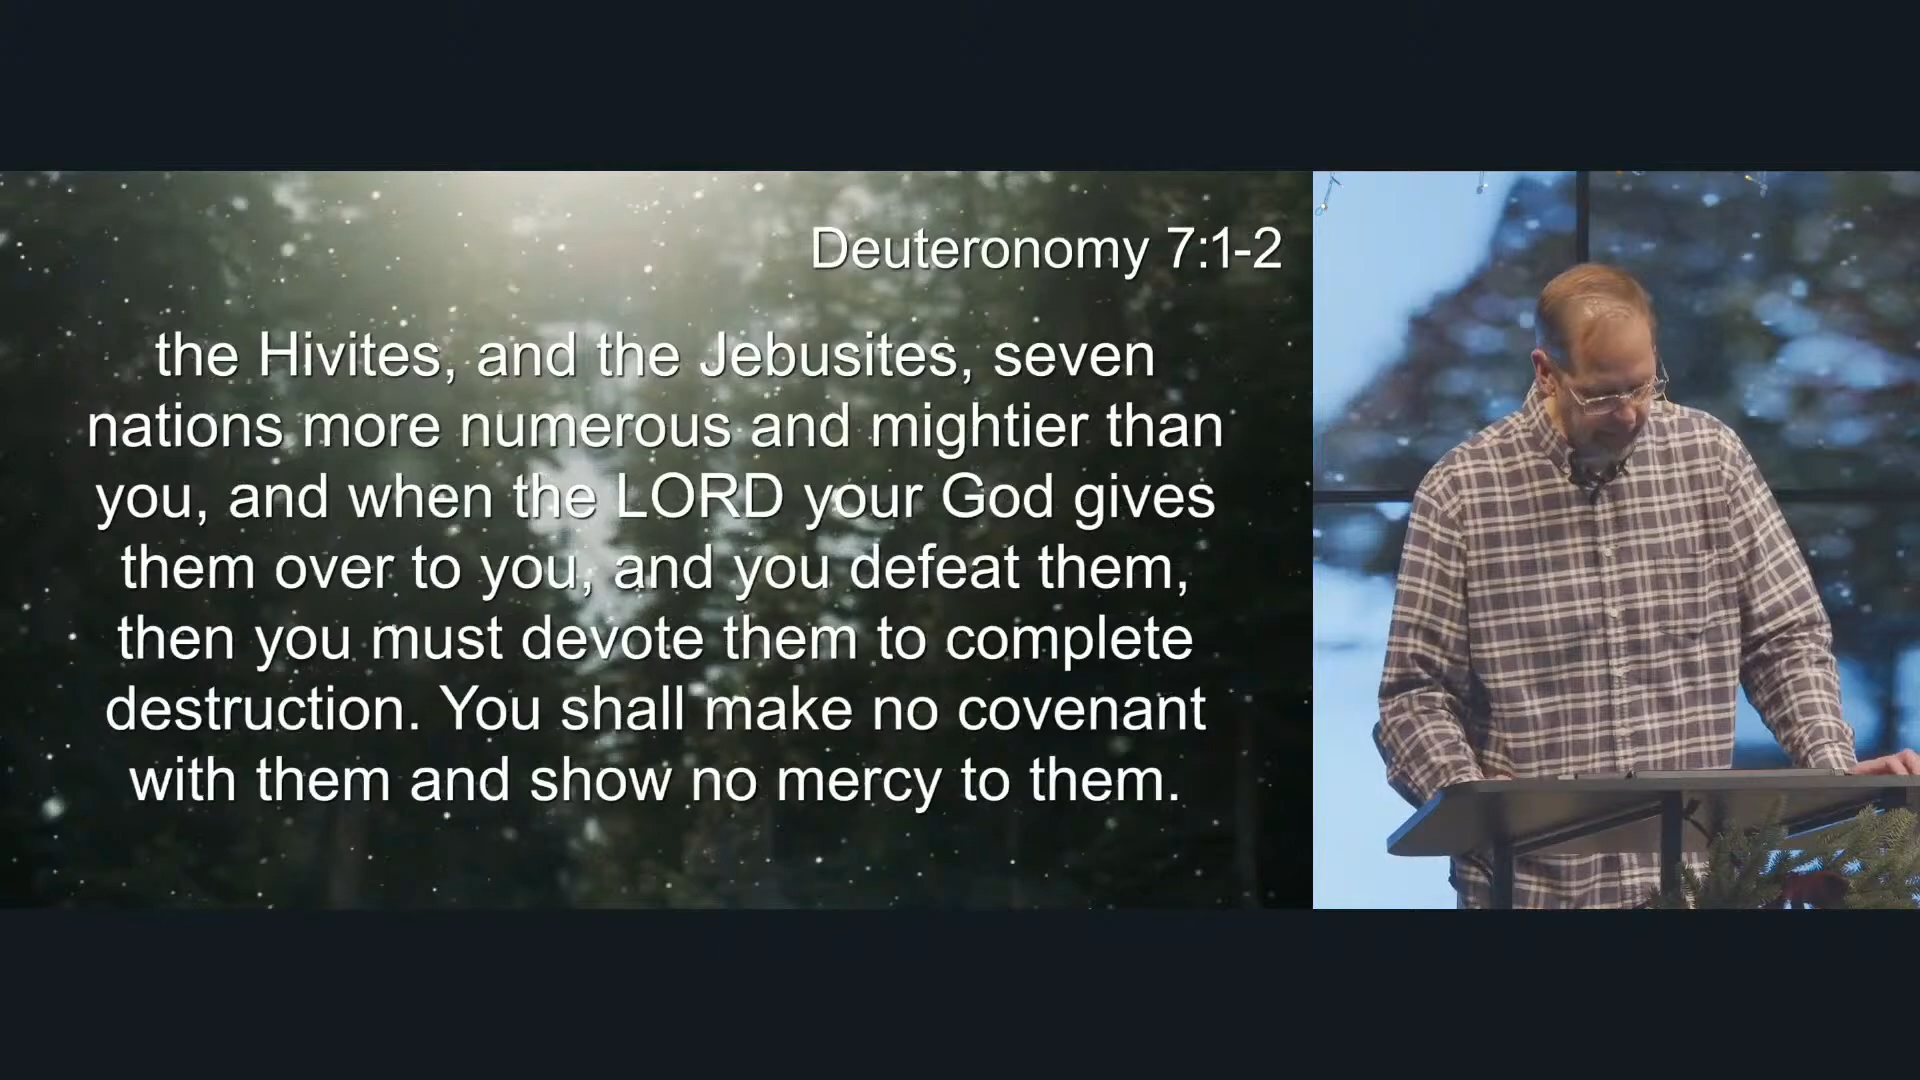 Deuteronomy 7:1-2
the Hivites, and the Jebusites, seven
nations more numerous and mightier than
you, and when the LORD your God gives
them over to you, and you defeat them,
then you must devote them to complete
destruction. You shall make no covenant
with them and show no mercy to them.